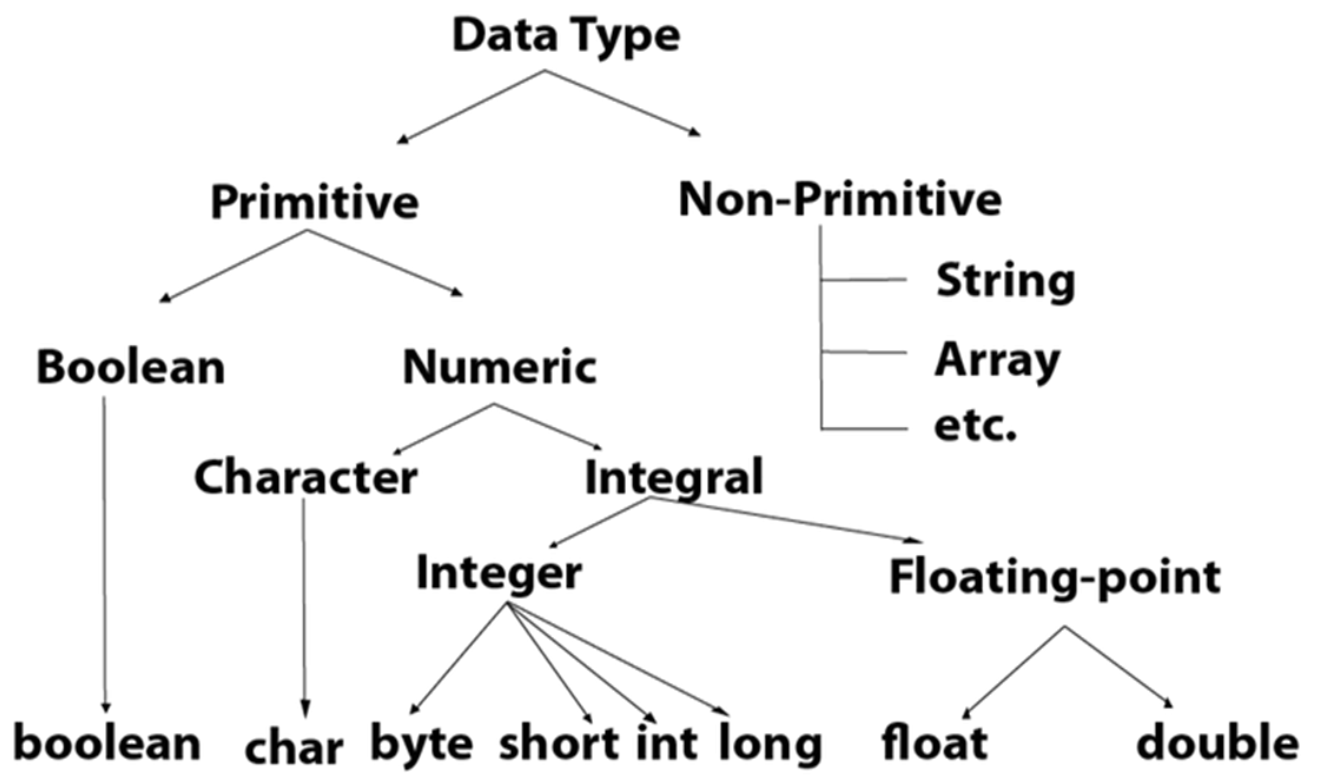 Data Type
Primitive
Non-Primitive
String
Array
etc.
Boolean
Numeric
Character
Integral
Integer
Floating-point
boolean
char
byte
short
int
long
float
double